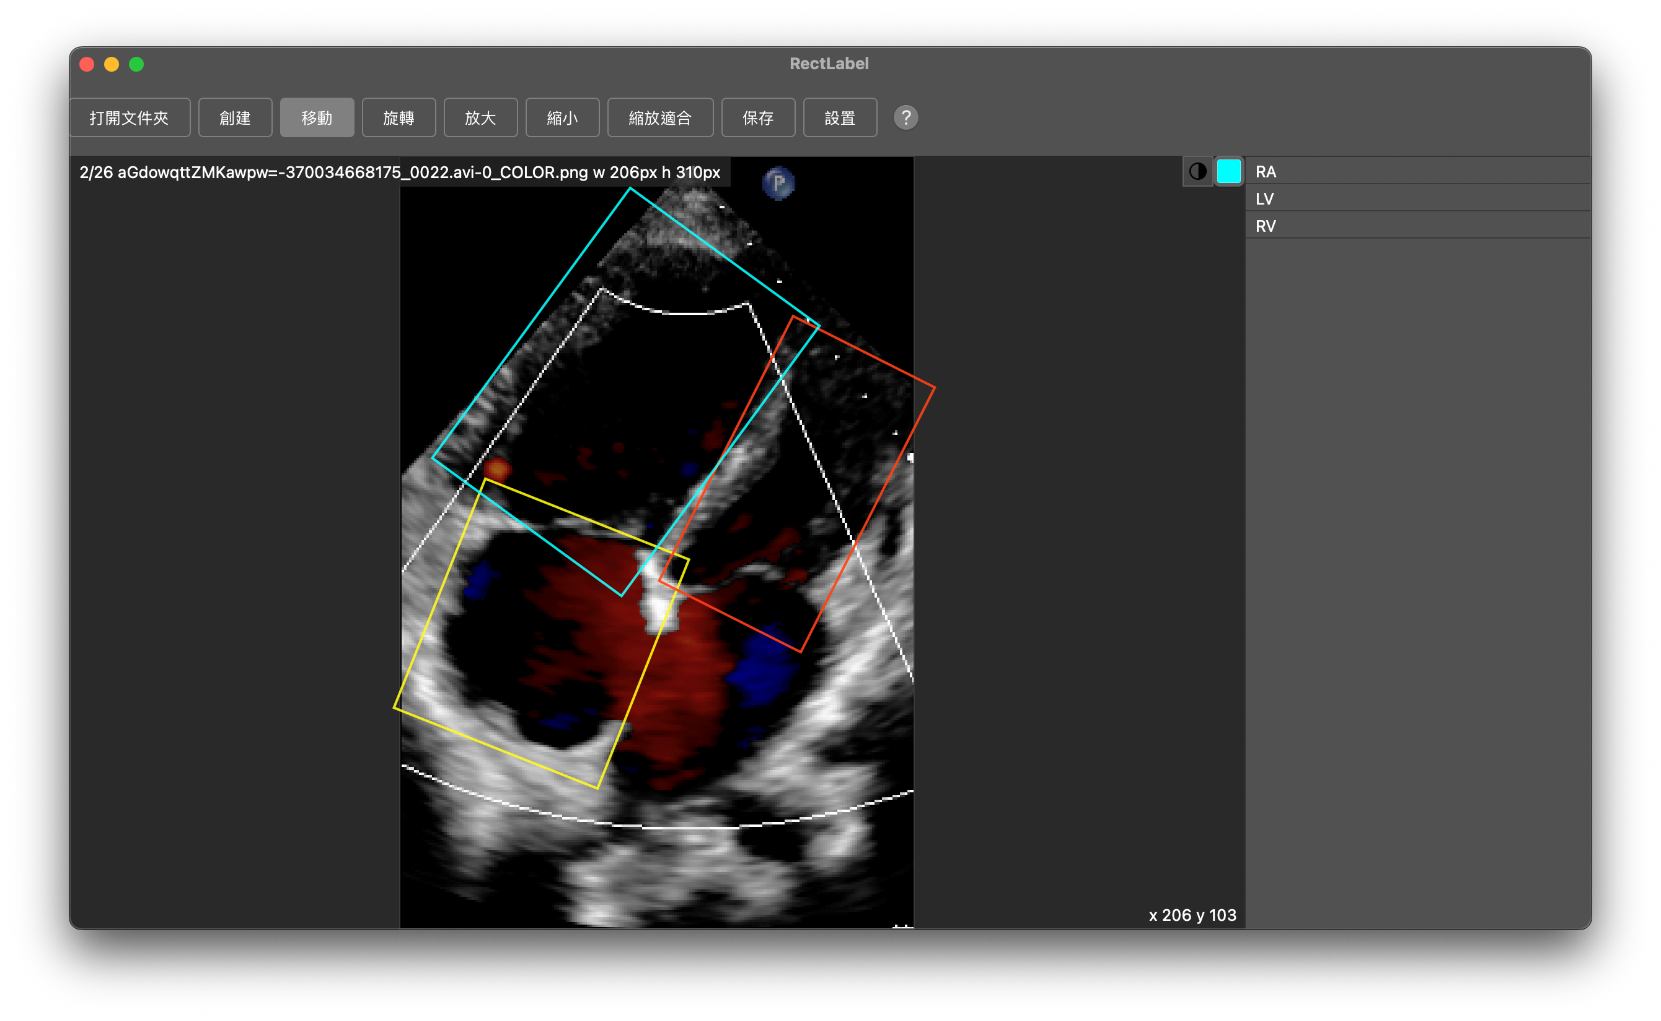 RectLabel
打開文件夾 創建 移動 旋轉 放大 縮小 縮放適合 保存 設置 ?
2/26 aGdowqttZMKawpw=-370034668175_0022.avi-0_COLOR.png w 206px h 310px
P
RA
LV
RV
x 206 y 103